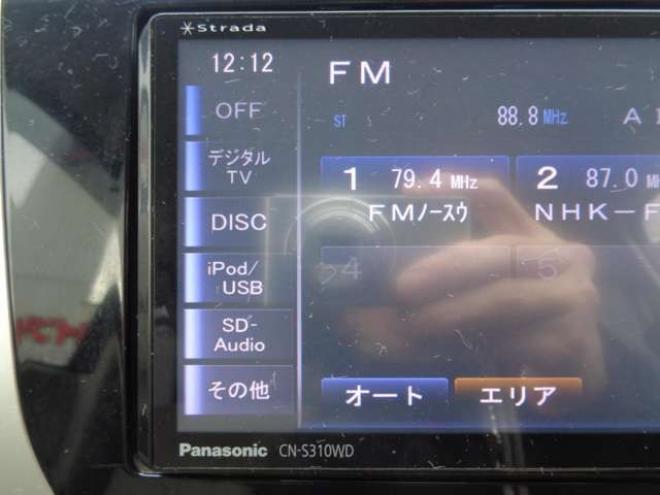 Strada
12:12
FM
OFF
ST 88.8 MHz
デジタル
TV
1 79.4 MHz
2 87.0
FMノースウ
NHK-F
DISC
iPod/
USB
4
5
SD-
Audio
その他
オート
エリア
Panasonic CN-S310WD